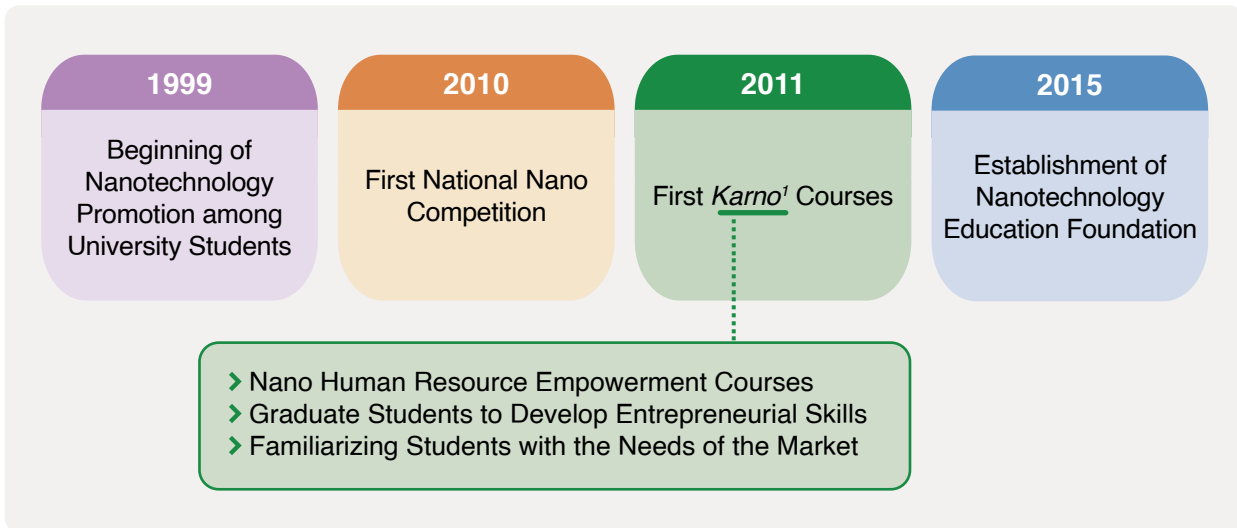 1999
Beginning of
Nanotechnology
Promotion among
University Students
2010
First National Nano
Competition
2011
First Karno¹ Courses
2015
Establishment of
Nanotechnology
Education Foundation
Nano Human Resource Empowerment Courses
Graduate Students to Develop Entrepreneurial Skills
Familiarizing Students with the Needs of the Market